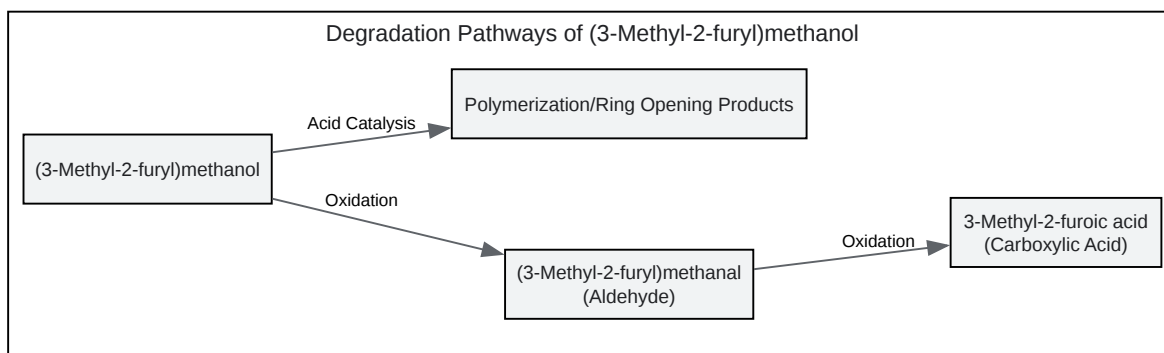 Degradation Pathways of (3-Methyl-2-furyl)methanol
Polymerization/Ring Opening Products
Acid Catalysis
(3-Methyl-2-furyl)methanol
Oxidation
3-Methyl-2-furoic acid
(Carboxylic Acid)
Oxidation
(3-Methyl-2-furyl)methanal
(Aldehyde)